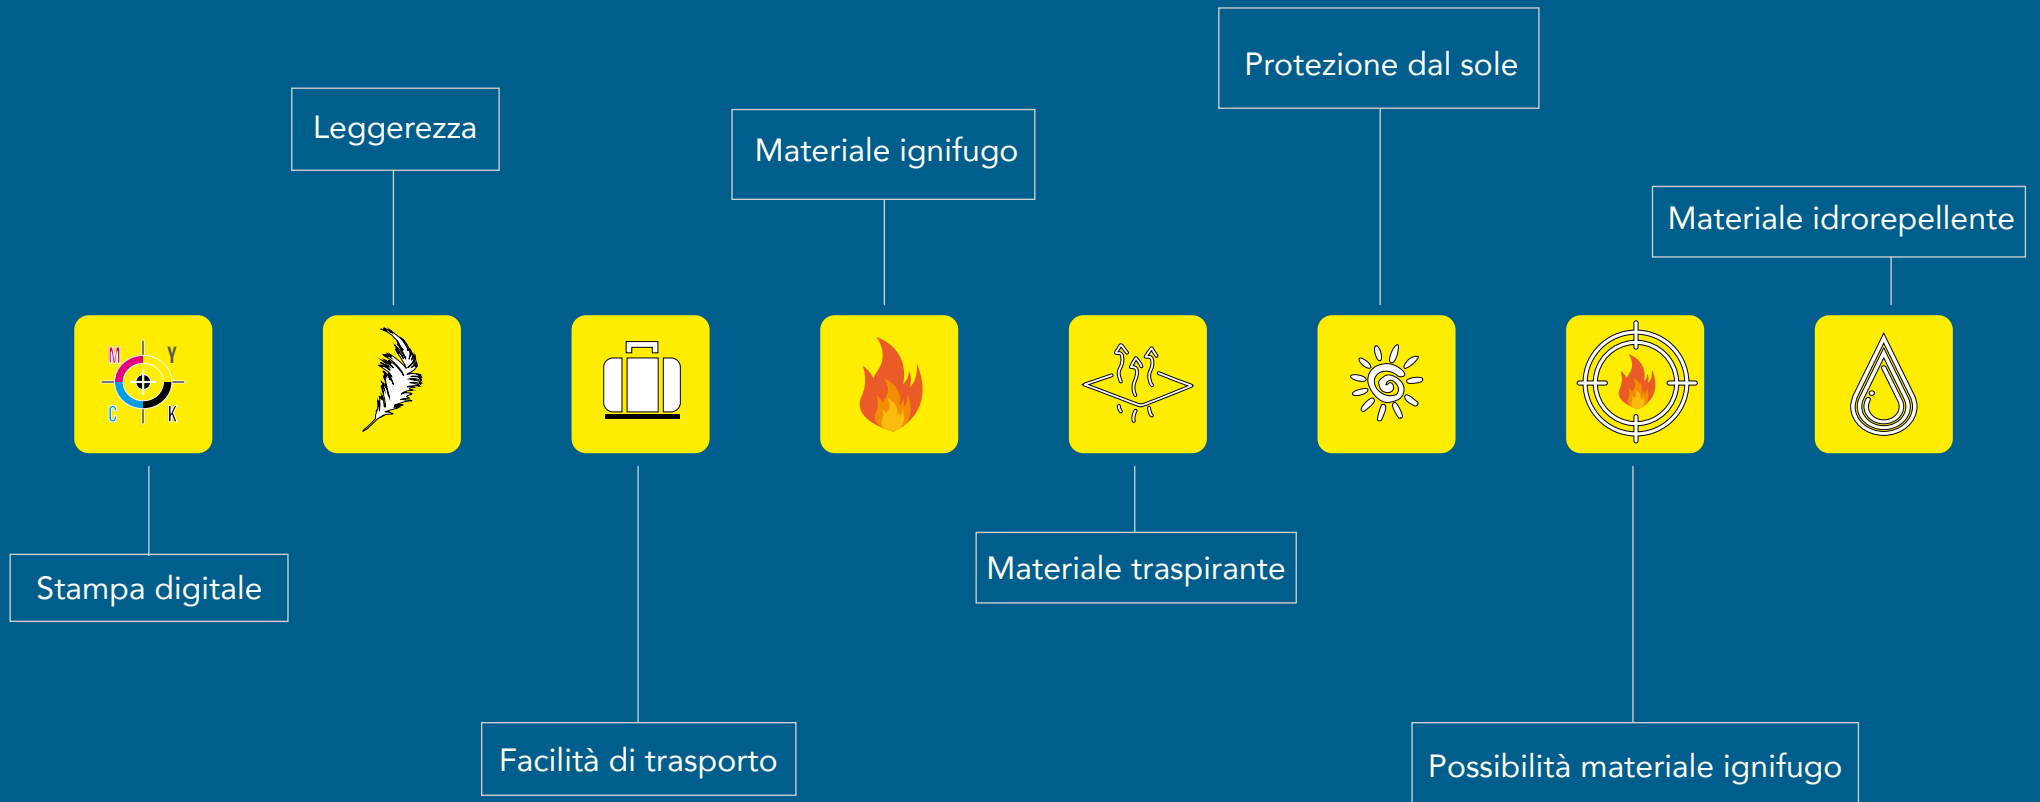 Protezione dal sole
Leggerezza
Materiale ignifugo
Materiale idrorepellente
M Y
C K
Materiale traspirante
Stampa digitale
Facilità di trasporto
Possibilità materiale ignifugo